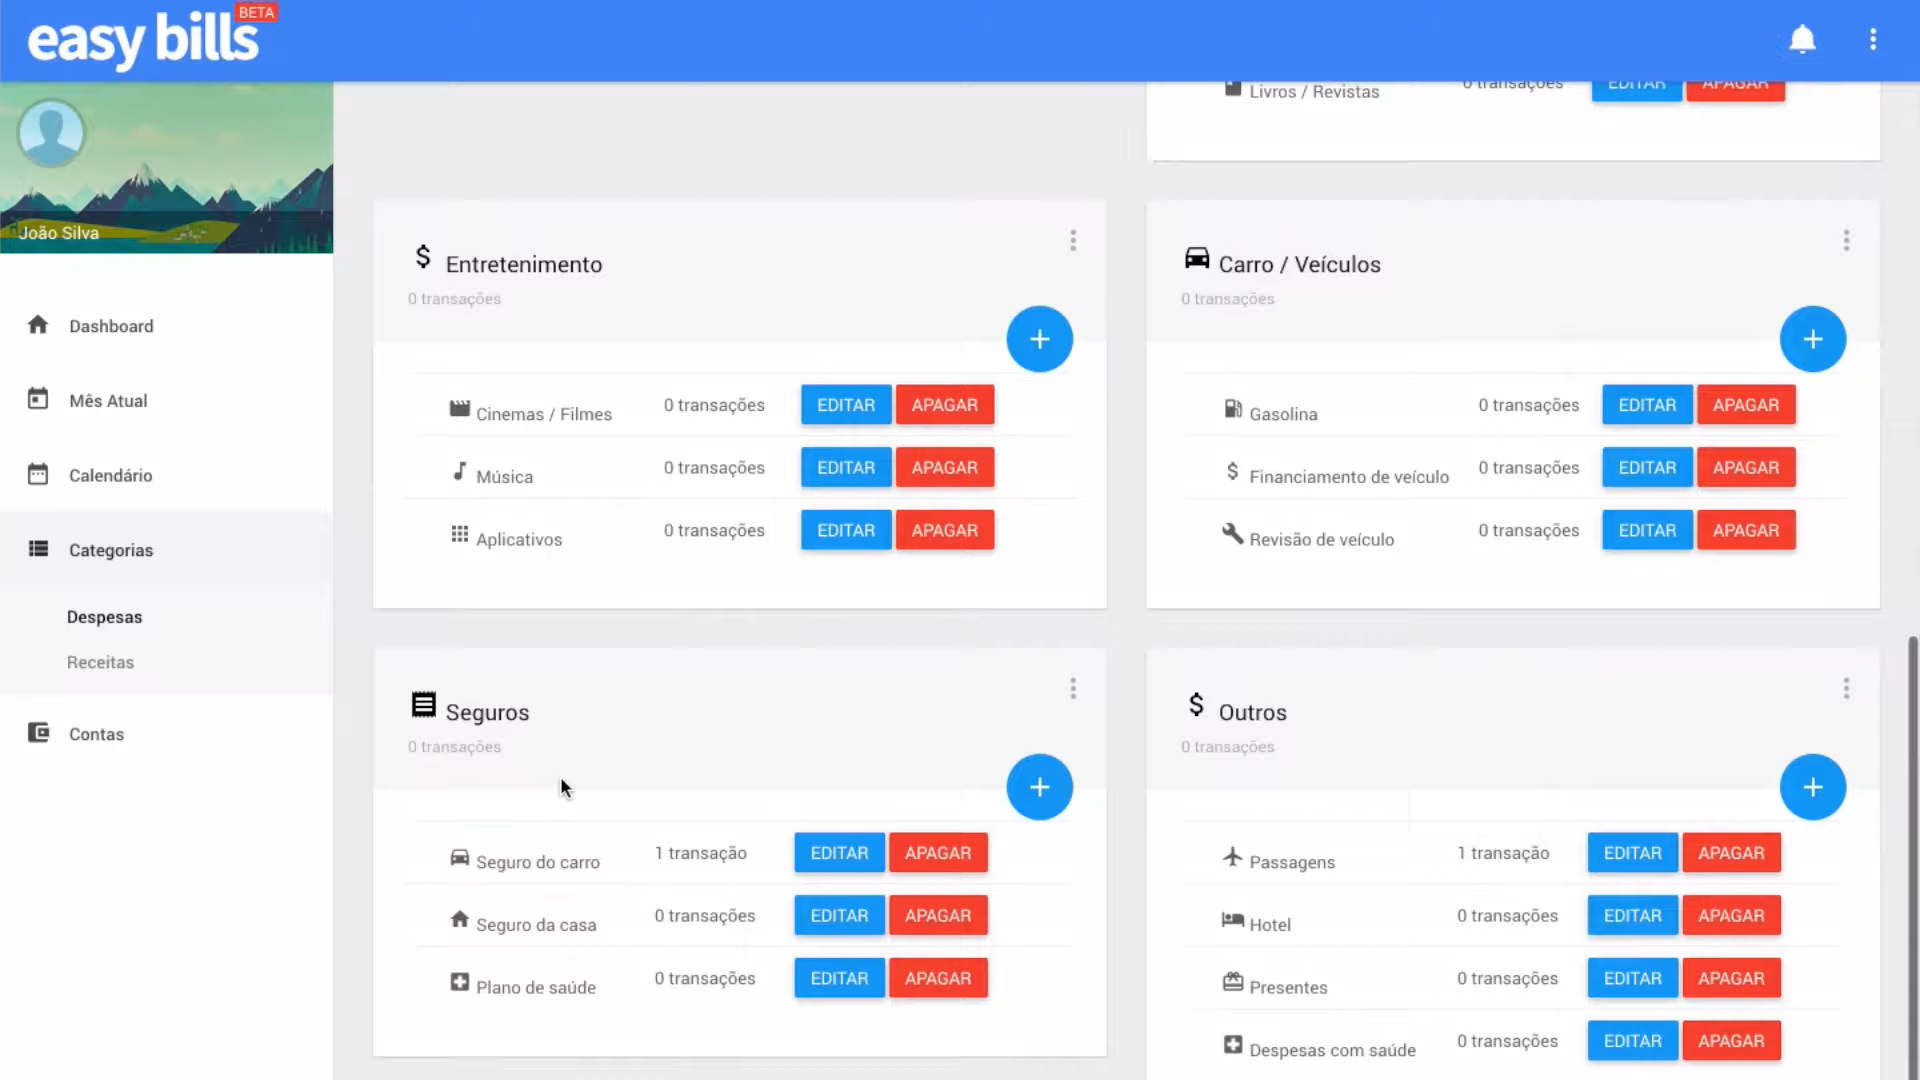 easy bills BETA
João Silva
Dashboard
Mês Atual
Calendário
Categorias
Despesas
Receitas
Contas
Livros / Revistas 0 transações EDITAR APAGAR
Entretenimento
0 transações
+
Cinemas / Filmes 0 transações EDITAR APAGAR
Música 0 transações EDITAR APAGAR
Aplicativos 0 transações EDITAR APAGAR
Carro / Veículos
0 transações
+
Gasolina 0 transações EDITAR APAGAR
Financiamento de veículo 0 transações EDITAR APAGAR
Revisão de veículo 0 transações EDITAR APAGAR
Seguros
0 transações
+
Seguro do carro 1 transação EDITAR APAGAR
Seguro da casa 0 transações EDITAR APAGAR
Plano de saúde 0 transações EDITAR APAGAR
Outros
0 transações
+
Passagens 1 transação EDITAR APAGAR
Hotel 0 transações EDITAR APAGAR
Presentes 0 transações EDITAR APAGAR
Despesas com saúde 0 transações EDITAR APAGAR